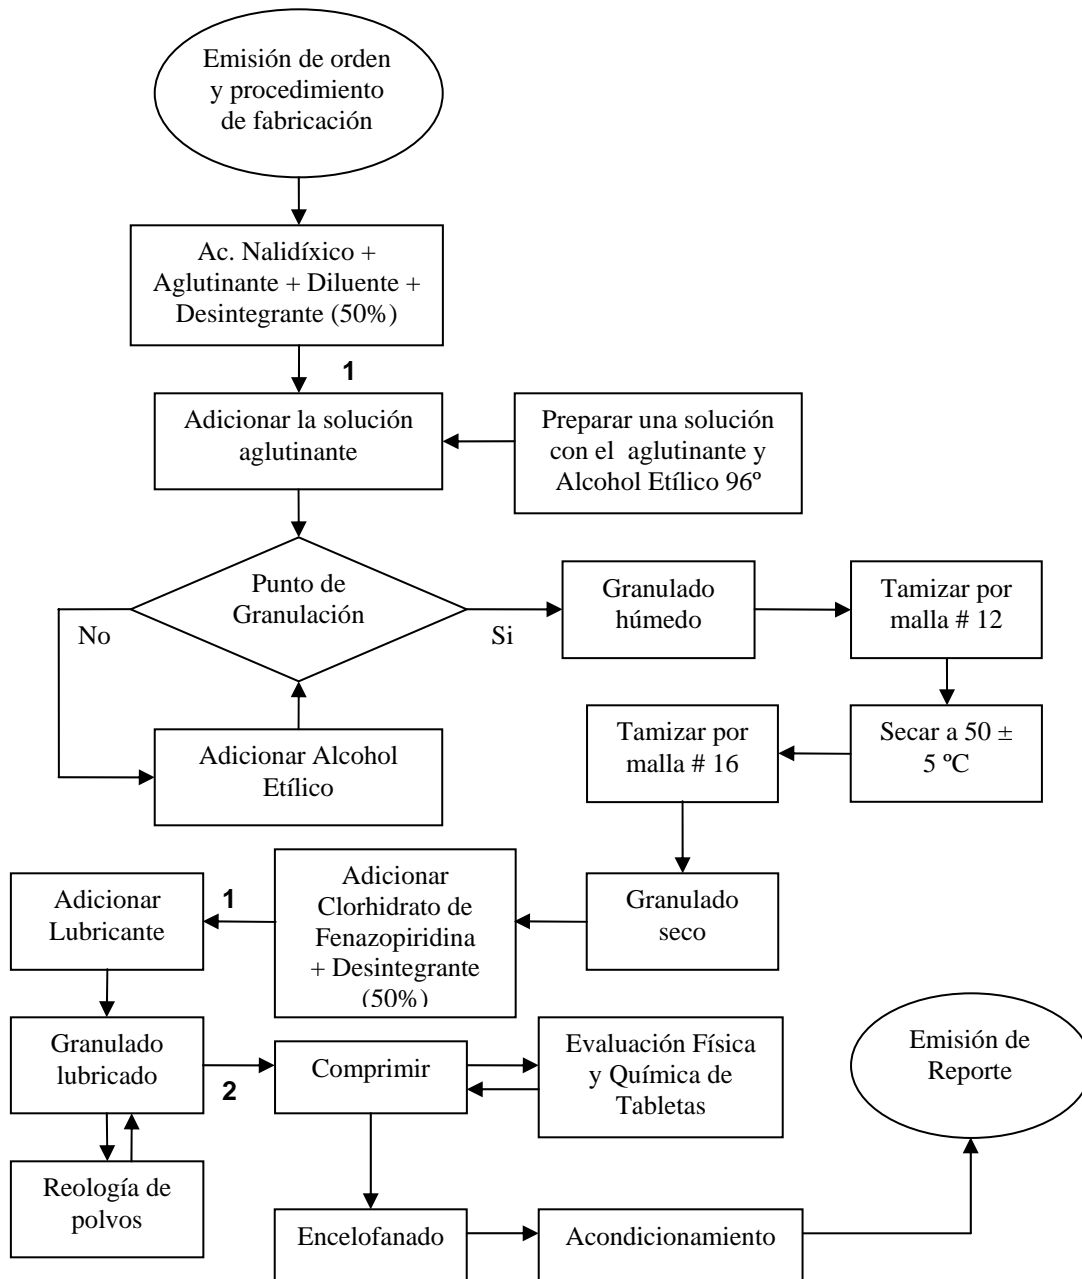 Emisión de orden
y procedimiento
de fabricación
Ac. Nalidíxico +
Aglutinante + Diluente +
Desintegrante (50%)
1
Adicionar la solución
aglutinante
Preparar una solución
con el aglutinante y
Alcohol Etílico 96º
Punto de
Granulación
No
Si
Granulado
húmedo
Tamizar por
malla # 12
Adicionar Alcohol
Etílico
Tamizar por
malla # 16
Secar a 50 ±
5 ºC
Adicionar
Lubricante
1
Adicionar
Clorhidrato de
Fenazopiridina
+ Desintegrante
(50%)
Granulado
seco
Granulado
lubricado
2
Comprimir
Evaluación Física
y Química de
Tabletas
Emisión de
Reporte
Reología de
polvos
Encelofanado
Acondicionamiento